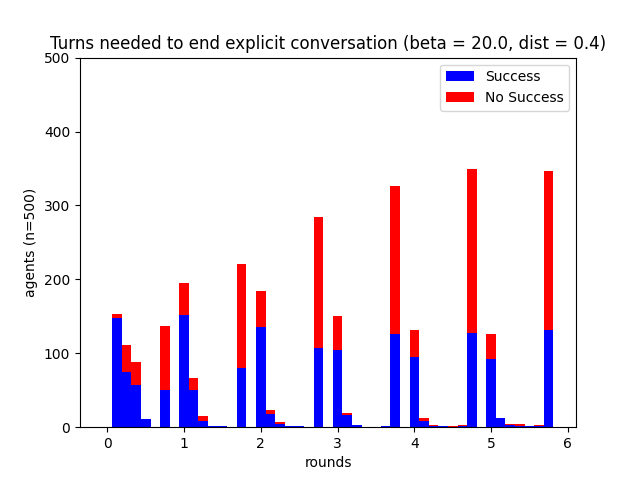 Turns needed to end explicit conversation (beta = 20.0, dist = 0.4)
500
400
300
200
100
0
agents (n=500)
Success
No Success
0 1 2 3 4 5 6
rounds